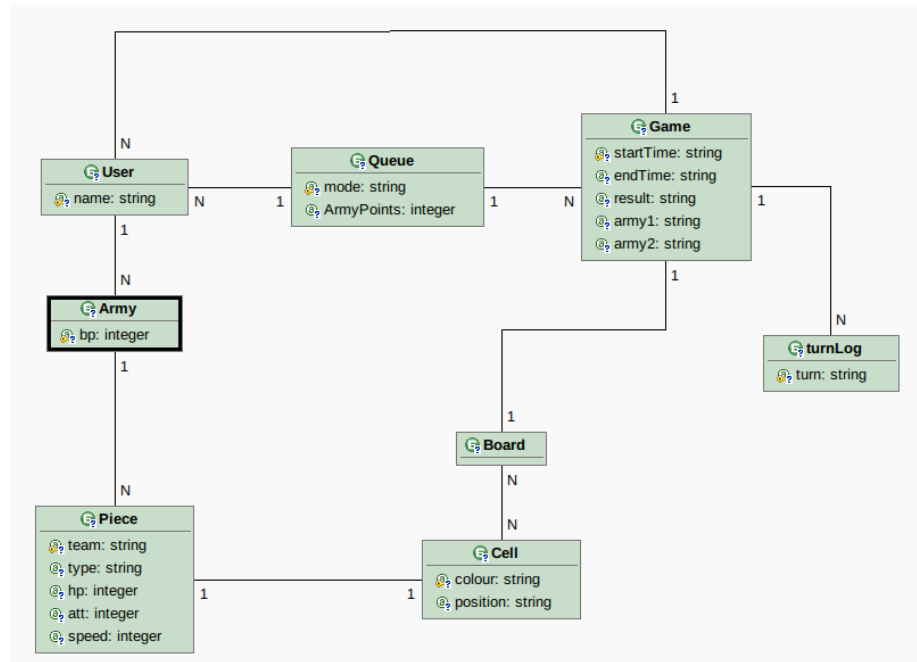 1
Game
startTime: string
endTime: string
result: string
army1: string
army2: string
N
User
name: string
Queue
mode: string
ArmyPoints: integer
N
1
1
N
1
1
N
Army
bp: integer
1
1
N
turnLog
turn: string
1
Board
N
N
Piece
team: string
type: string
hp: integer
att: integer
speed: integer
N
Cell
colour: string
position: string
1
1